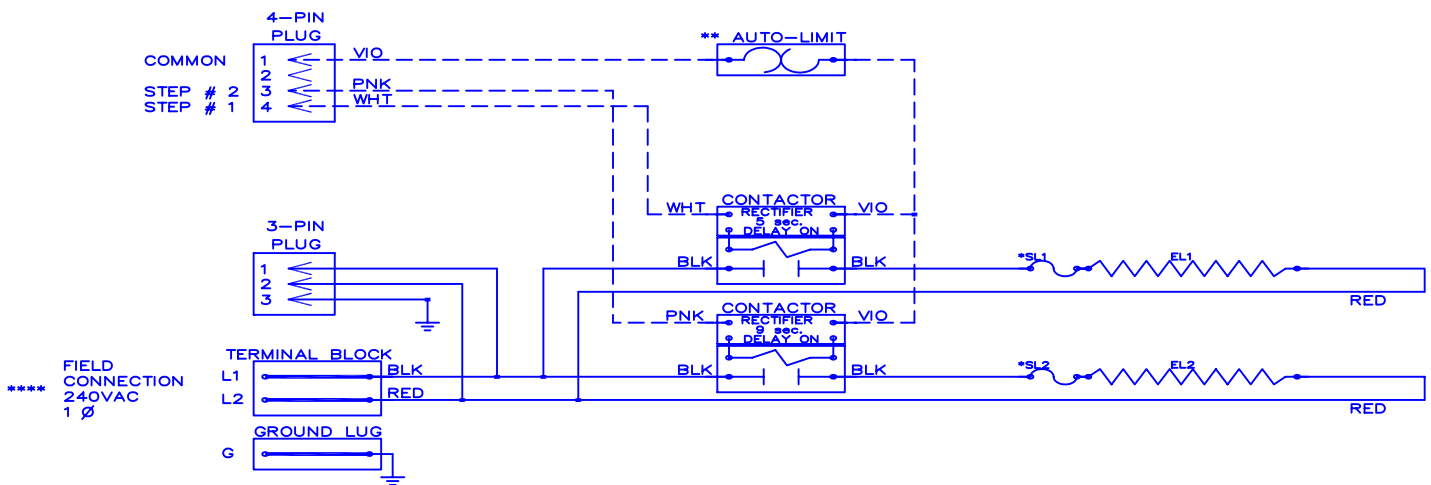 4-PIN
PLUG
** AUTO-LIMIT
COMMON 1 VIO
2
STEP # 2 3 PNK
STEP # 1 4 WHT
CONTACTOR
WHT RECTIFIER VIO
5 sec.
DELAY ON
3-PIN
PLUG
1 BLK BLK *SL1 EL1
2
3 RED
CONTACTOR
PNK RECTIFIER VIO
9 sec.
DELAY ON
TERMINAL BLOCK
**** FIELD
CONNECTION
240VAC
1 Ø
L1 BLK BLK BLK *SL2 EL2
L2 RED RED
GROUND LUG
G